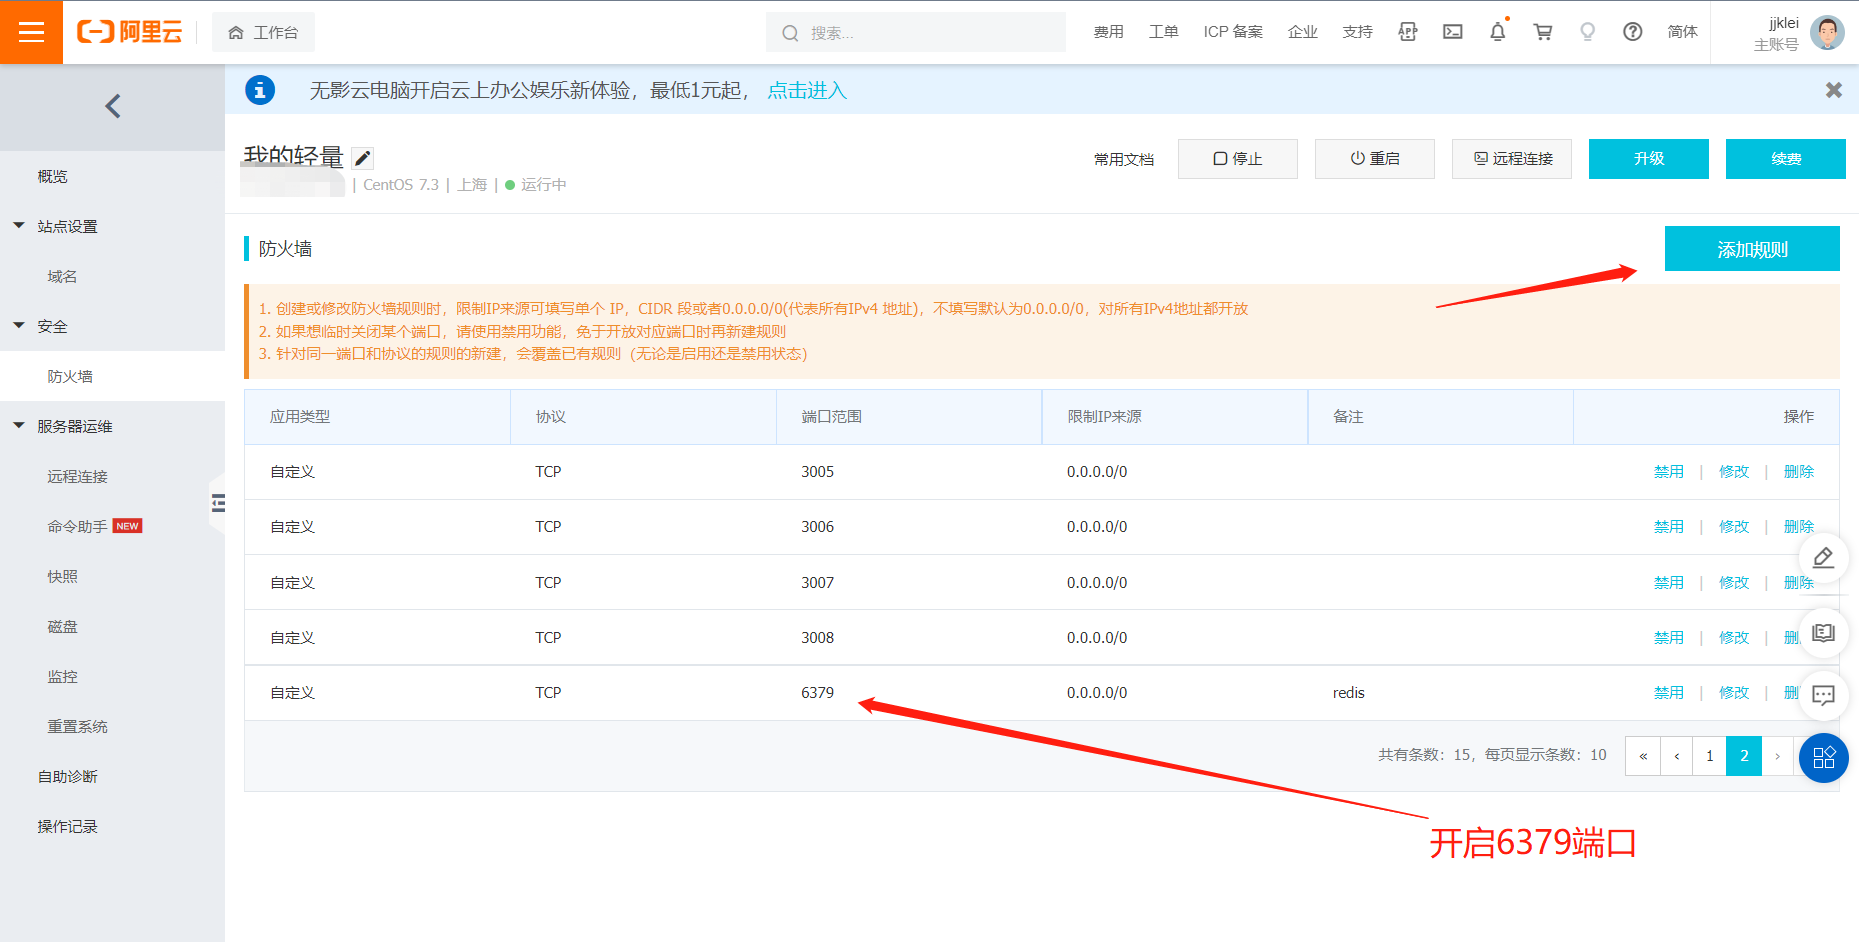 阿里云
工作台
搜索...
费用
工单
ICP 备案
企业
支持
APP
简体
jjklei
主账号
无影云电脑开启云上办公娱乐新体验，最低1元起， 点击进入
我的轻量
| CentOS 7.3 | 上海 | 运行中
常用文档
停止
重启
远程连接
升级
续费
概览
站点设置
域名
安全
防火墙
服务器运维
远程连接
命令助手 NEW
快照
磁盘
监控
重置系统
自助诊断
操作记录
防火墙
添加规则
1. 创建或修改防火墙规则时，限制IP来源可填写单个 IP，CIDR 段或者0.0.0.0/0(代表所有IPv4 地址)，不填写默认为0.0.0.0/0，对所有IPv4地址都开放
2. 如果想临时关闭某个端口，请使用禁用功能，免于开放对应端口时再新建规则
3. 针对同一端口和协议的规则的新建，会覆盖已有规则（无论是启用还是禁用状态）
应用类型 协议 端口范围 限制IP来源 备注 操作
自定义 TCP 3005 0.0.0.0/0 禁用 | 修改 | 删除
自定义 TCP 3006 0.0.0.0/0 禁用 | 修改 | 删除
自定义 TCP 3007 0.0.0.0/0 禁用 | 修改 | 删除
自定义 TCP 3008 0.0.0.0/0 禁用 | 修改 | 删
自定义 TCP 6379 0.0.0.0/0 redis 禁用 | 修改 | 删
共有条数：15，每页显示条数：10 « ‹ 1 2 ›
开启6379端口